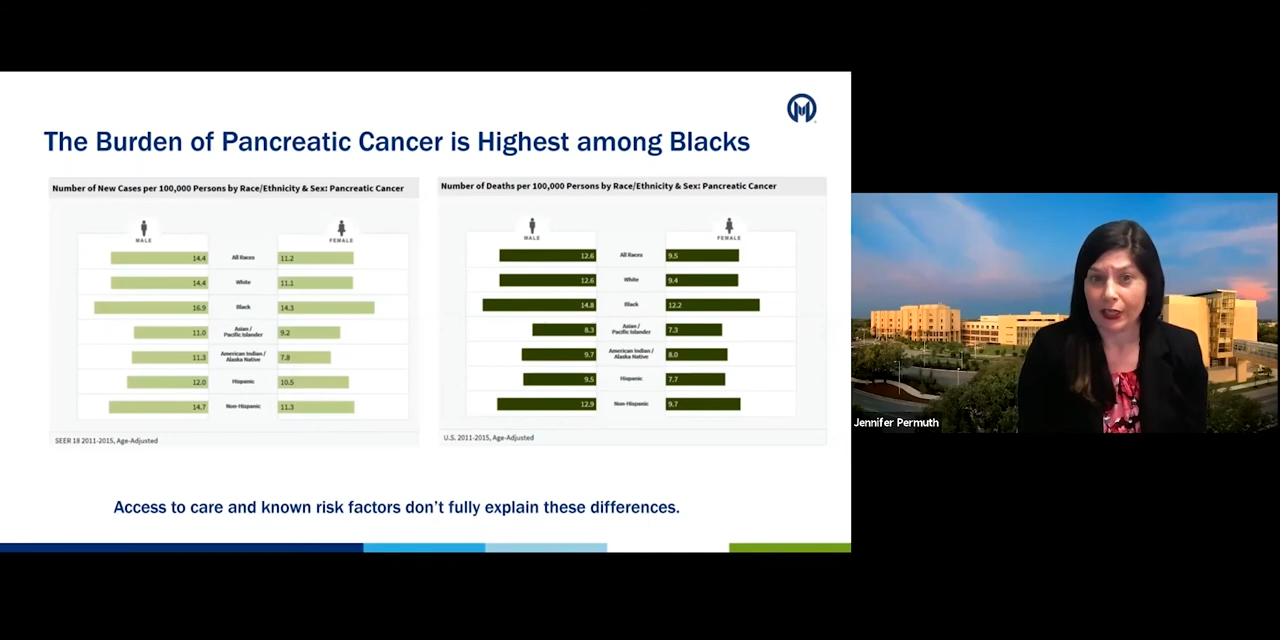 The Burden of Pancreatic Cancer is Highest among Blacks
Number of New Cases per 100,000 Persons by Race/Ethnicity & Sex: Pancreatic Cancer
MALE
FEMALE
14.4 All Races 11.2
14.4 White 11.1
16.9 Black 14.3
11.0 Asian / Pacific Islander 9.2
11.3 American Indian / Alaska Native 7.8
12.0 Hispanic 10.5
14.7 Non-Hispanic 11.3
SEER 18 2011-2015, Age-Adjusted
Number of Deaths per 100,000 Persons by Race/Ethnicity & Sex: Pancreatic Cancer
MALE
FEMALE
12.6 All Races 9.5
12.6 White 9.4
14.8 Black 12.2
8.3 Asian / Pacific Islander 7.3
9.7 American Indian / Alaska Native 8.0
9.5 Hispanic 7.7
12.9 Non-Hispanic 9.7
U.S. 2011-2015, Age-Adjusted
Access to care and known risk factors don't fully explain these differences.
Jennifer Permuth